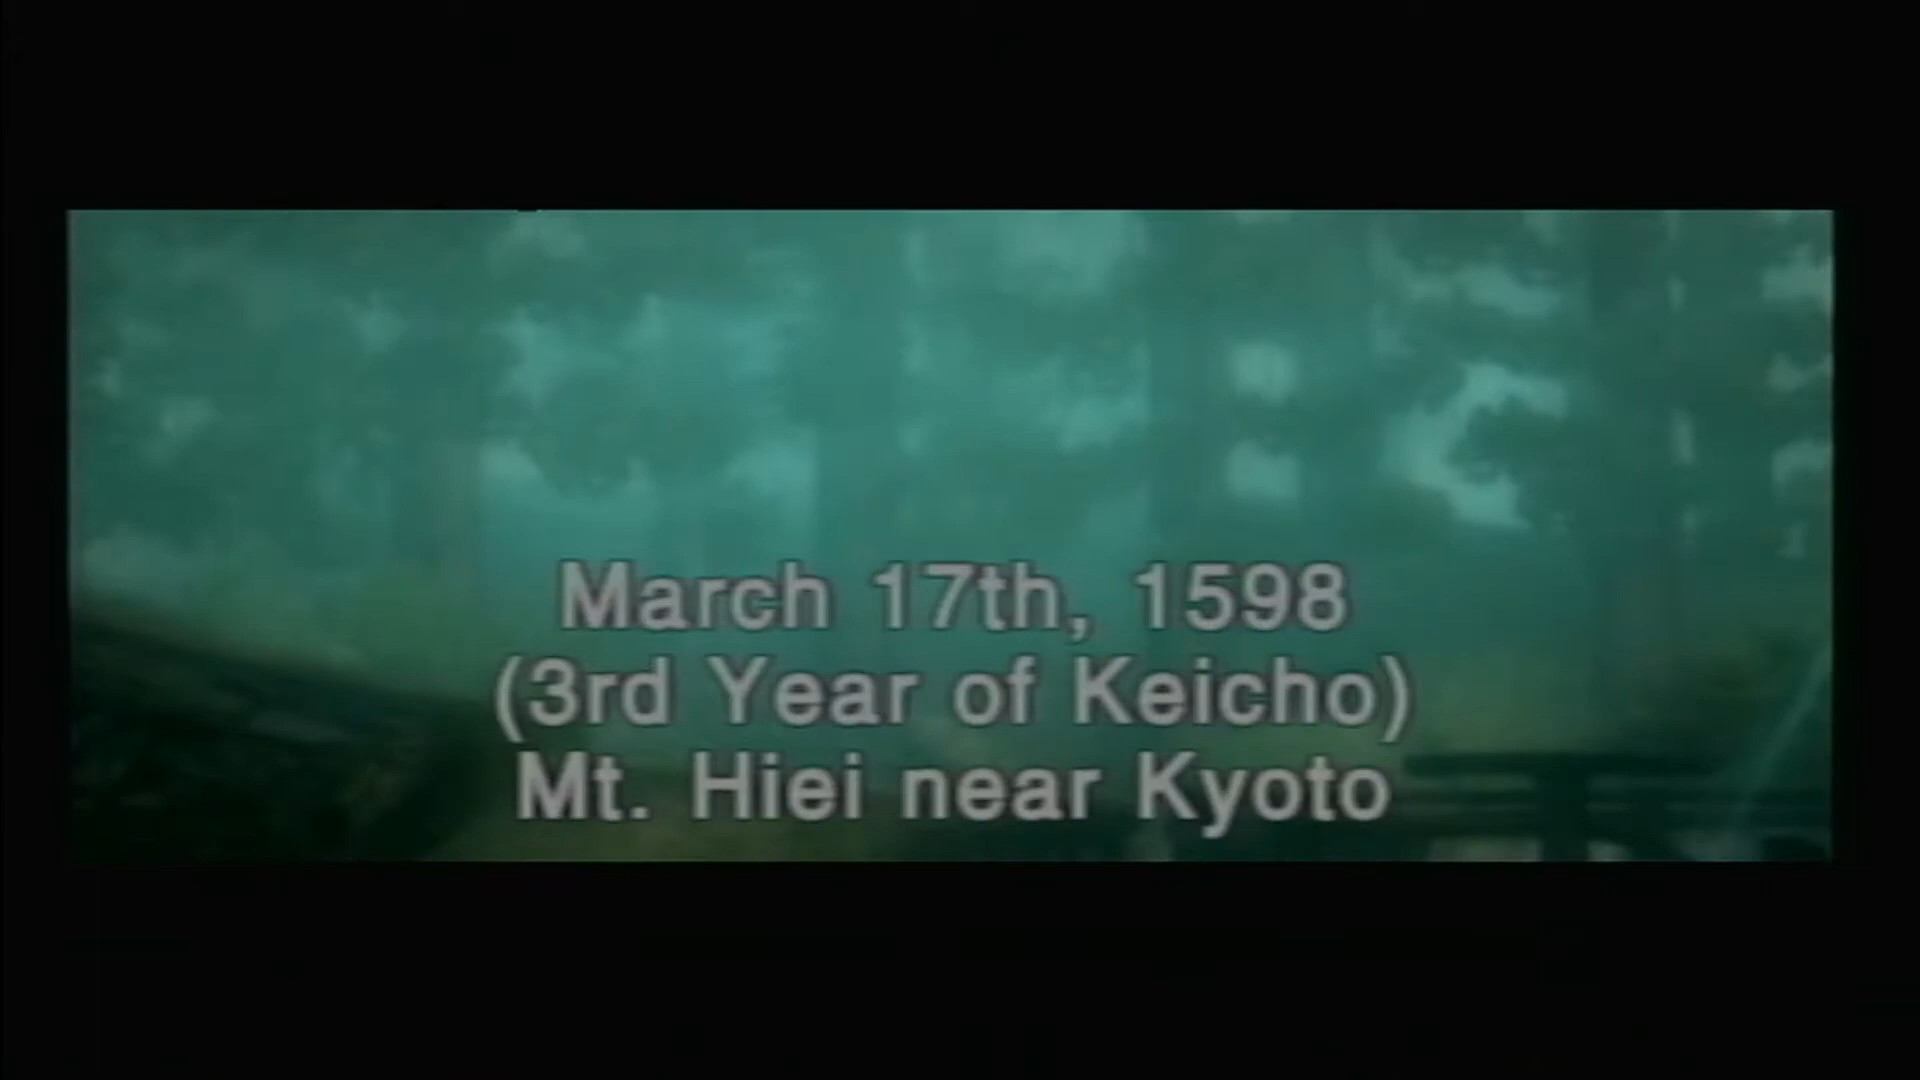 March 17th, 1598
(3rd Year of Keicho)
Mt. Hiei near Kyoto